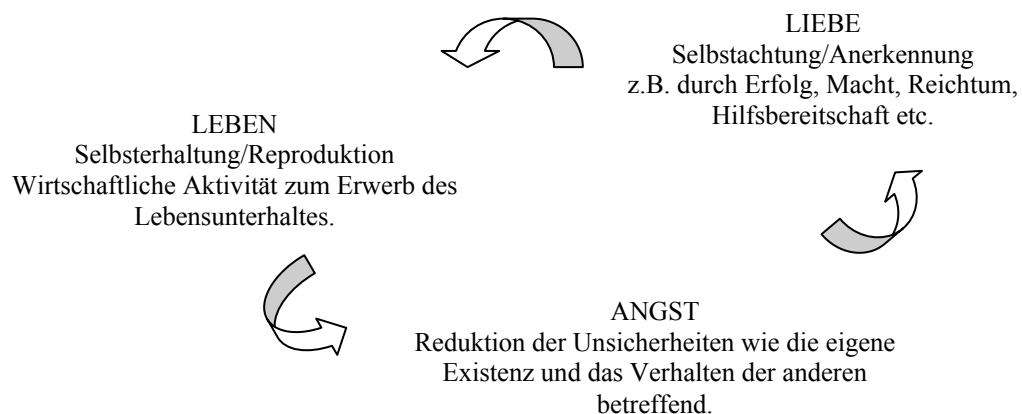 LIEBE
Selbstachtung/Anerkennung
z.B. durch Erfolg, Macht, Reichtum,
Hilfsbereitschaft etc.
LEBEN
Selbsterhaltung/Reproduktion
Wirtschaftliche Aktivität zum Erwerb des
Lebensunterhaltes.
ANGST
Reduktion der Unsicherheiten wie die eigene
Existenz und das Verhalten der anderen
betreffend.